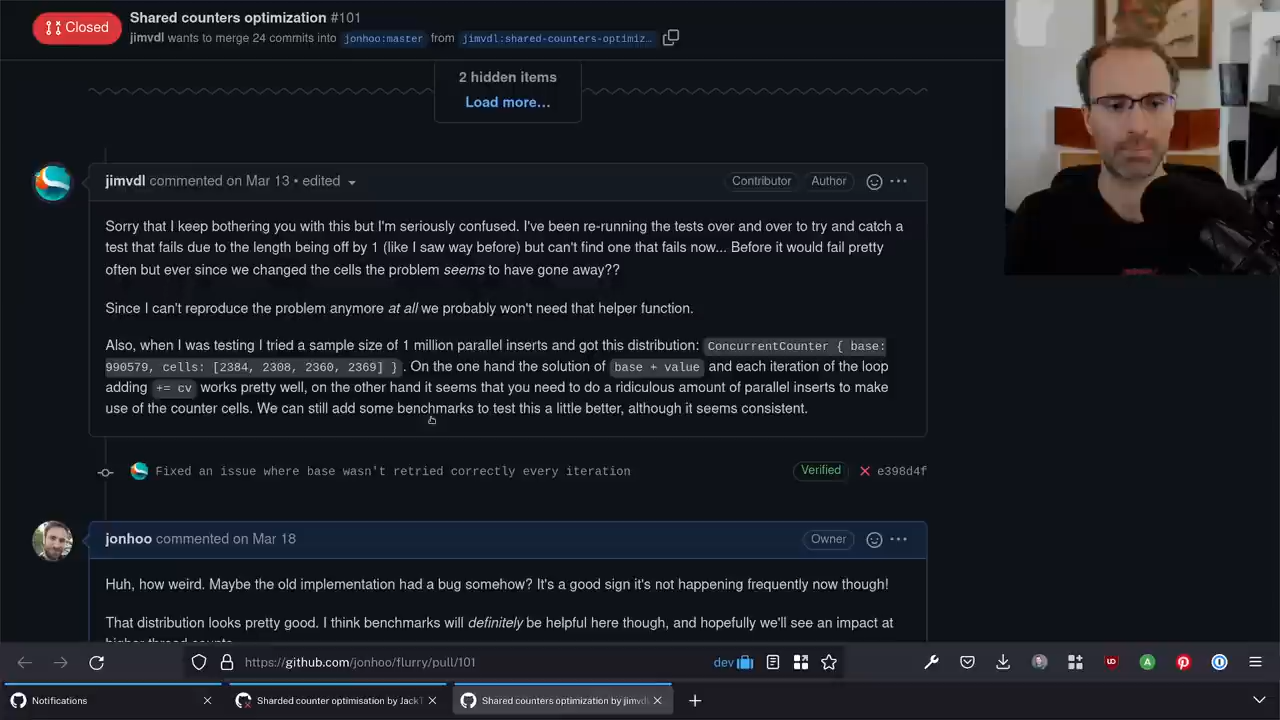 Closed
Shared counters optimization #101
jimvdl wants to merge 24 commits into jonhoo:master from jimvdl:shared-counters-optimiz…
2 hidden items
Load more…
jimvdl commented on Mar 13 • edited
Contributor
Author
Sorry that I keep bothering you with this but I'm seriously confused. I've been re-running the tests over and over to try and catch a
test that fails due to the length being off by 1 (like I saw way before) but can't find one that fails now... Before it would fail pretty
often but ever since we changed the cells the problem seems to have gone away??
Since I can't reproduce the problem anymore at all we probably won't need that helper function.
Also, when I was testing I tried a sample size of 1 million parallel inserts and got this distribution: ConcurrentCounter { base:
990579, cells: [2384, 2308, 2360, 2369] } . On the one hand the solution of base + value and each iteration of the loop
adding += cv works pretty well, on the other hand it seems that you need to do a ridiculous amount of parallel inserts to make
use of the counter cells. We can still add some benchmarks to test this a little better, although it seems consistent.
Fixed an issue where base wasn't retried correctly every iteration
Verified
e398d4f
jonhoo commented on Mar 18
Owner
Huh, how weird. Maybe the old implementation had a bug somehow? It's a good sign it's not happening frequently now though!
That distribution looks pretty good. I think benchmarks will definitely be helpful here though, and hopefully we'll see an impact at
higher thread counts.
https://github.com/jonhoo/flurry/pull/101
dev
Notifications
Sharded counter optimisation by JackT
Shared counters optimization by jimvdl